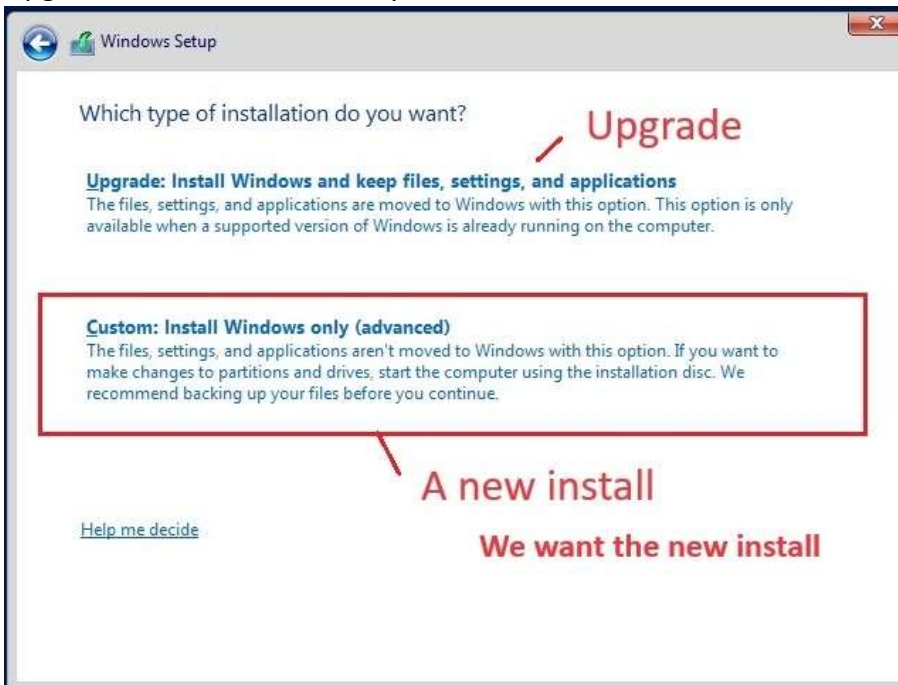 Windows Setup
Which type of installation do you want?
Upgrade
Upgrade: Install Windows and keep files, settings, and applications
The files, settings, and applications are moved to Windows with this option. This option is only
available when a supported version of Windows is already running on the computer.
Custom: Install Windows only (advanced)
The files, settings, and applications aren't moved to Windows with this option. If you want to
make changes to partitions and drives, start the computer using the installation disc. We
recommend backing up your files before you continue.
A new install
Help me decide
We want the new install